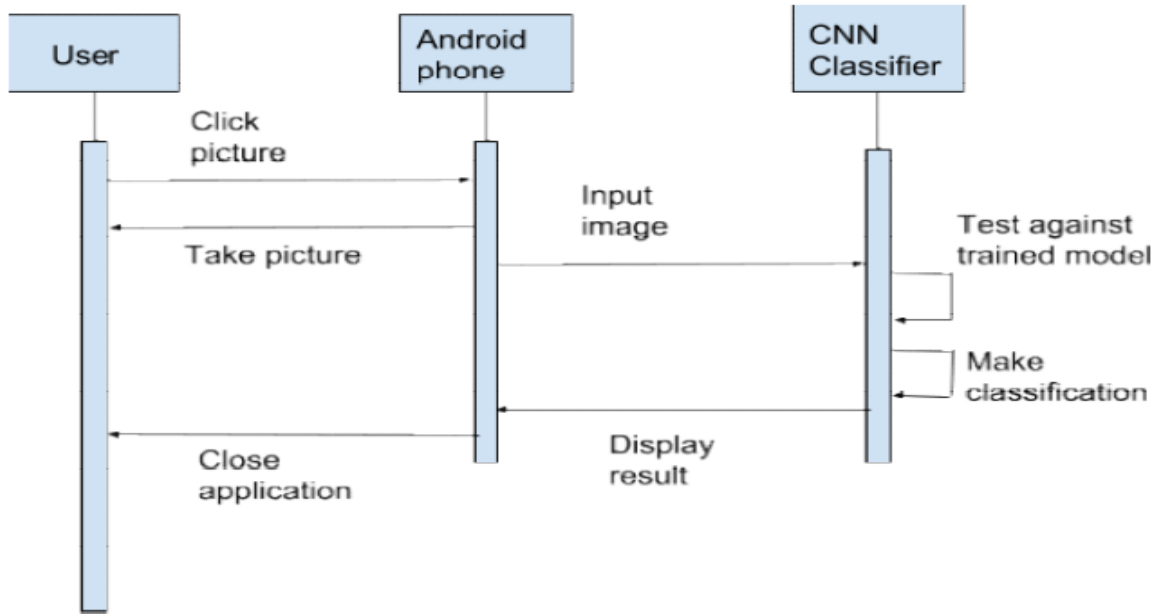 User
Android
phone
CNN
Classifier
Click
picture
Take picture
Input
image
Test against
trained model
Make
classification
Display
result
Close
application